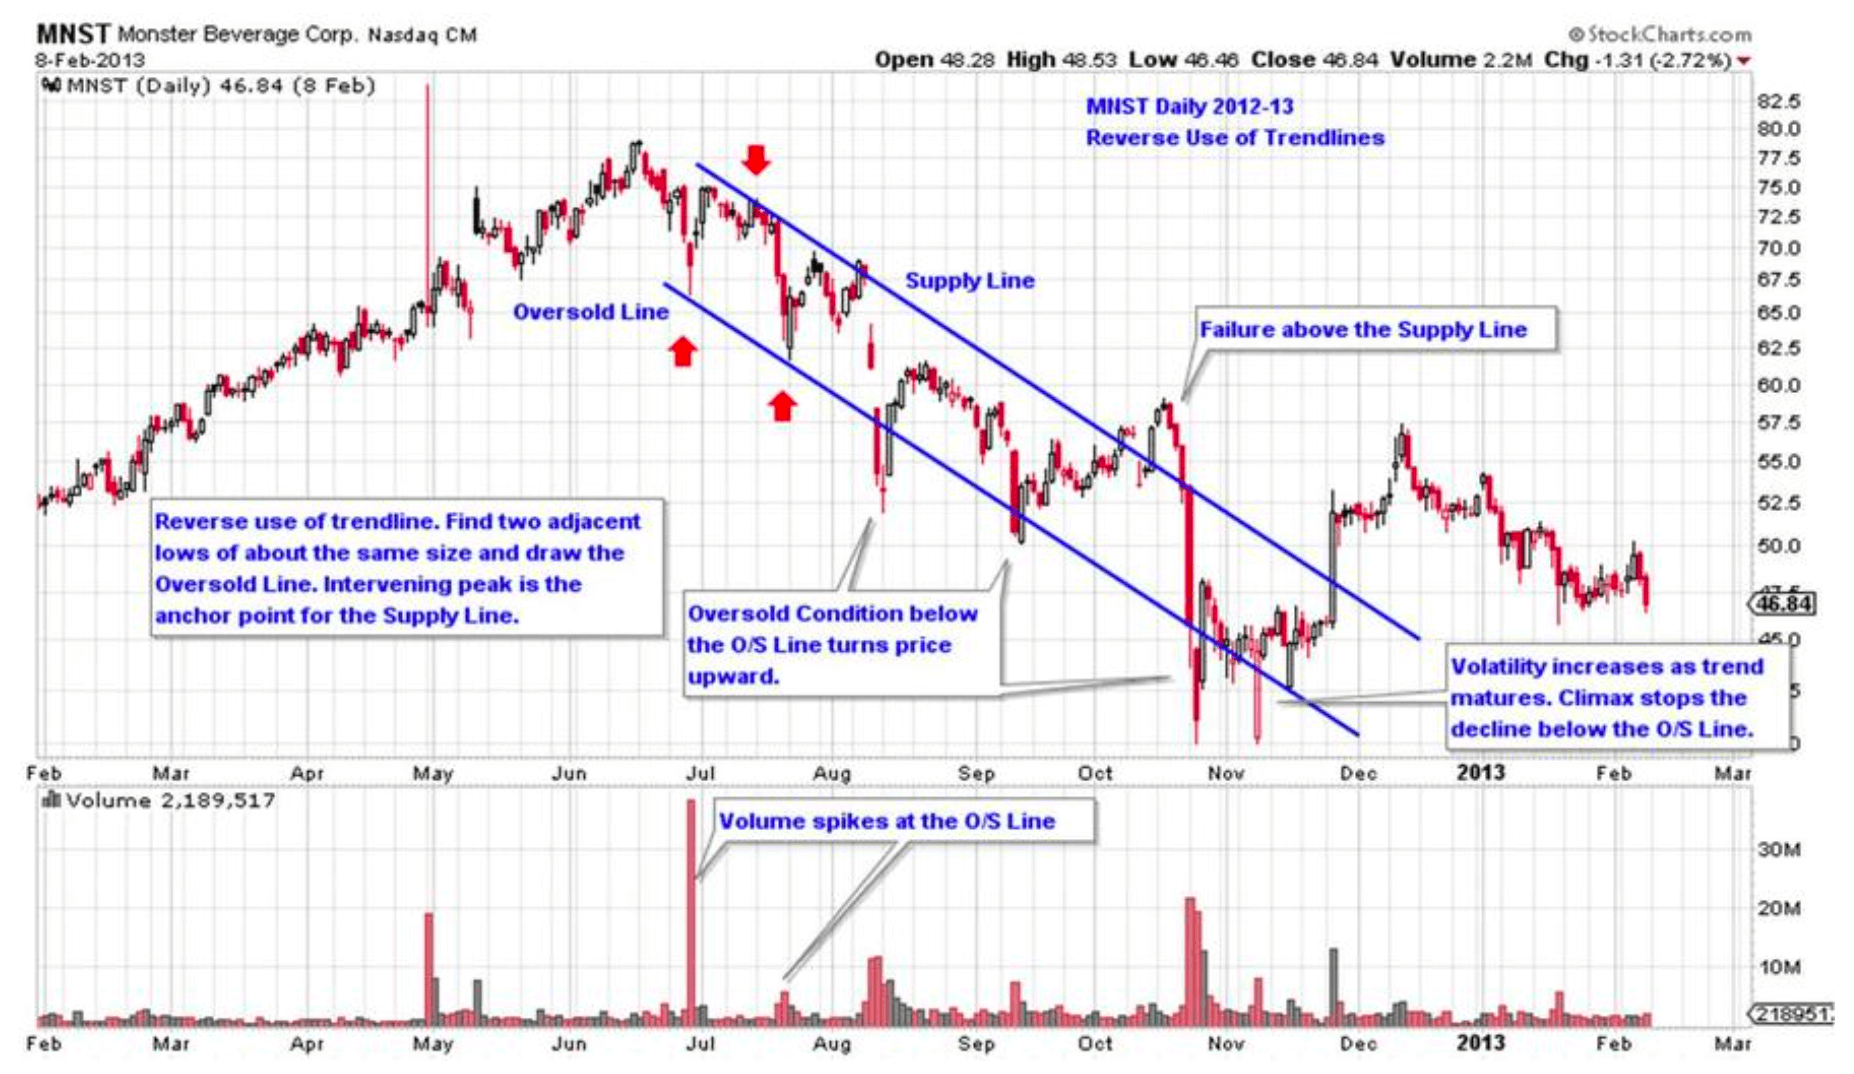 MNST Monster Beverage Corp. Nasdaq CM
© StockCharts.com
8-Feb-2013
Open 48.28 High 48.53 Low 46.46 Close 46.84 Volume 2.2M Chg -1.31 (-2.72%)
MNST (Daily) 46.84 (8 Feb)
MNST Daily 2012-13
Reverse Use of Trendlines
82.5
80.0
77.5
75.0
72.5
70.0
67.5
65.0
62.5
60.0
57.5
55.0
52.5
50.0
47.5
46.84
45.0
5
0
Supply Line
Oversold Line
Failure above the Supply Line
Reverse use of trendline. Find two adjacent
lows of about the same size and draw the
Oversold Line. Intervening peak is the
anchor point for the Supply Line.
Oversold Condition below
the O/S Line turns price
upward.
Volatility increases as trend
matures. Climax stops the
decline below the O/S Line.
Feb Mar Apr May Jun Jul Aug Sep Oct Nov Dec 2013 Feb Mar
Volume 2,189,517
Volume spikes at the O/S Line
30M
20M
10M
218951
Feb Mar Apr May Jun Jul Aug Sep Oct Nov Dec 2013 Feb Mar